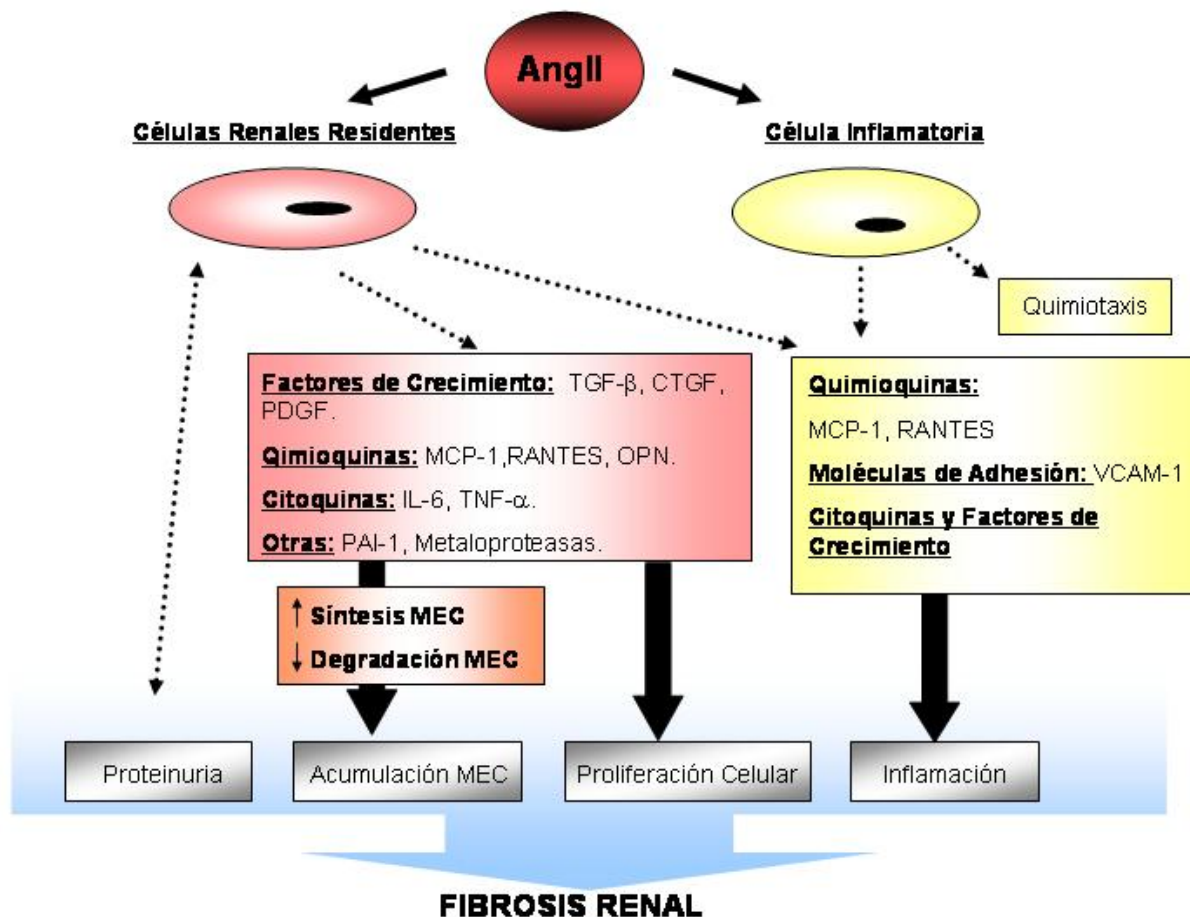 AngII
Células Renales Residentes
Célula Inflamatoria
Quimiotaxis
Factores de Crecimiento: TGF-β, CTGF,
PDGF.
Qimioquinas: MCP-1,RANTES, OPN.
Citoquinas: IL-6, TNF-α.
Otras: PAI-1, Metaloproteasas.
Quimioquinas:
MCP-1, RANTES
Moléculas de Adhesión: VCAM-1
Citoquinas y Factores de
Crecimiento
↑ Síntesis MEC
↓ Degradación MEC
Proteinuria
Acumulación MEC
Proliferación Celular
Inflamación
FIBROSIS RENAL